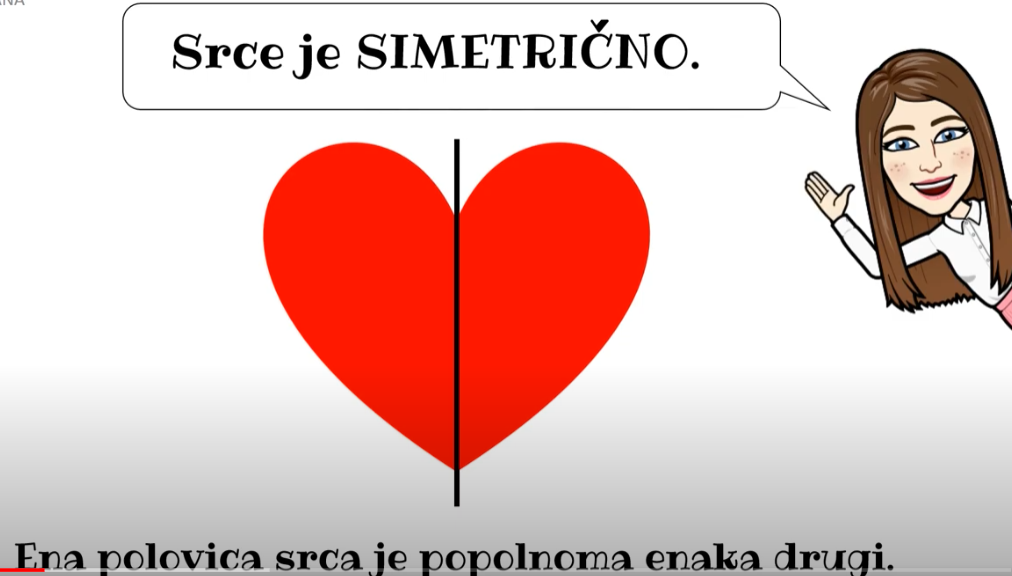 Srce je SIMETRIČNO.
Ena polovica srca je popolnoma enaka drugi.